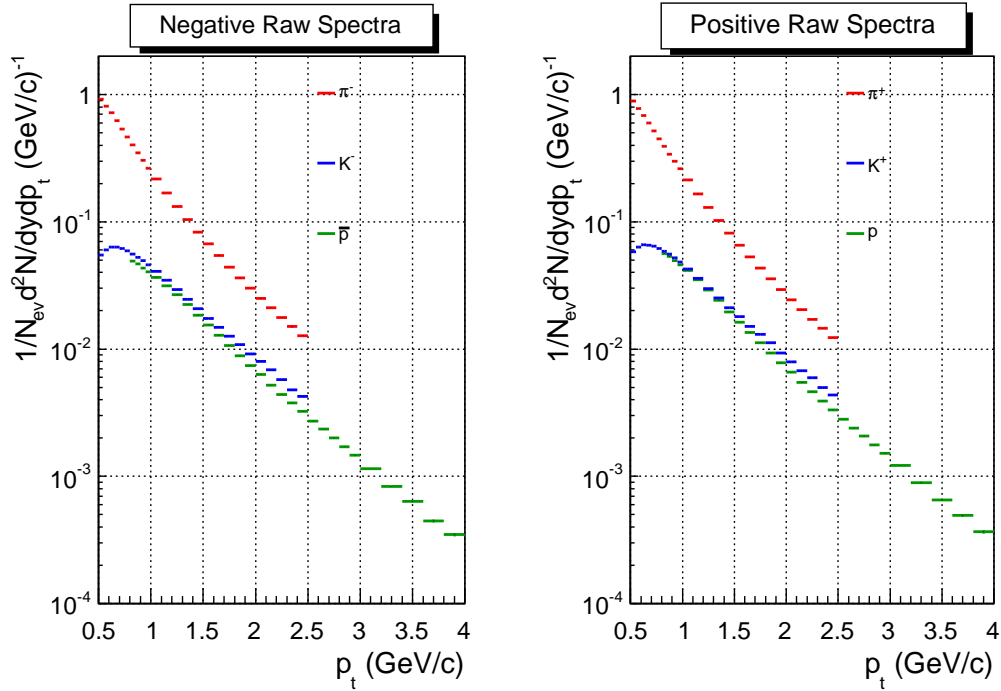 Negative Raw Spectra
1/N_ev d²N/dydp_t (GeV/c)⁻¹
1
10⁻¹
10⁻²
10⁻³
10⁻⁴
π⁻
K⁻
p̅
0.5 1 1.5 2 2.5 3 3.5 4
p_t (GeV/c)
Positive Raw Spectra
1/N_ev d²N/dydp_t (GeV/c)⁻¹
1
10⁻¹
10⁻²
10⁻³
10⁻⁴
π⁺
K⁺
p
0.5 1 1.5 2 2.5 3 3.5 4
p_t (GeV/c)